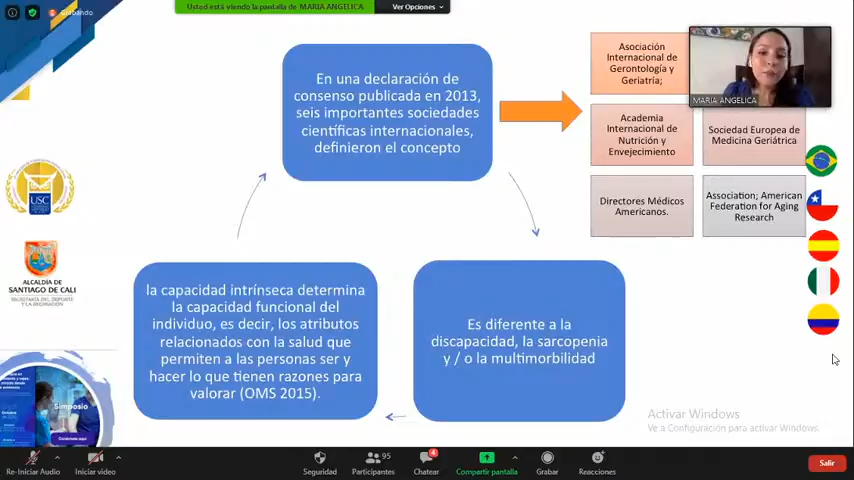 Grabando
Usted está viendo la pantalla de MARIA ANGELICA
Ver Opciones
En una declaración de
consenso publicada en 2013,
seis importantes sociedades
científicas internacionales,
definieron el concepto
Asociación
Internacional de
Gerontología y
Geriatría;
MARIA ANGELICA
Academia
Internacional de
Nutrición y
Envejecimiento
Sociedad Europea de
Medicina Geriátrica
Directores Médicos
Americanos.
Association; American
Federation for Aging
Research
USC
ALCALDÍA DE
SANTIAGO DE CALI
SECRETARÍA DEL DEPORTE
Y LA RECREACIÓN
la capacidad intrínseca determina
la capacidad funcional del
individuo, es decir, los atributos
relacionados con la salud que
permiten a las personas ser y
hacer lo que tienen razones para
valorar (OMS 2015).
Es diferente a la
discapacidad, la sarcopenia
y / o la multimorbilidad
Simposio
Activar Windows
Ve a Configuración para activar Windows.
Re-Iniciar Audio
Iniciar video
Seguridad
95
Participantes
4
Chatear
Compartir pantalla
Grabar
Reacciones
Salir